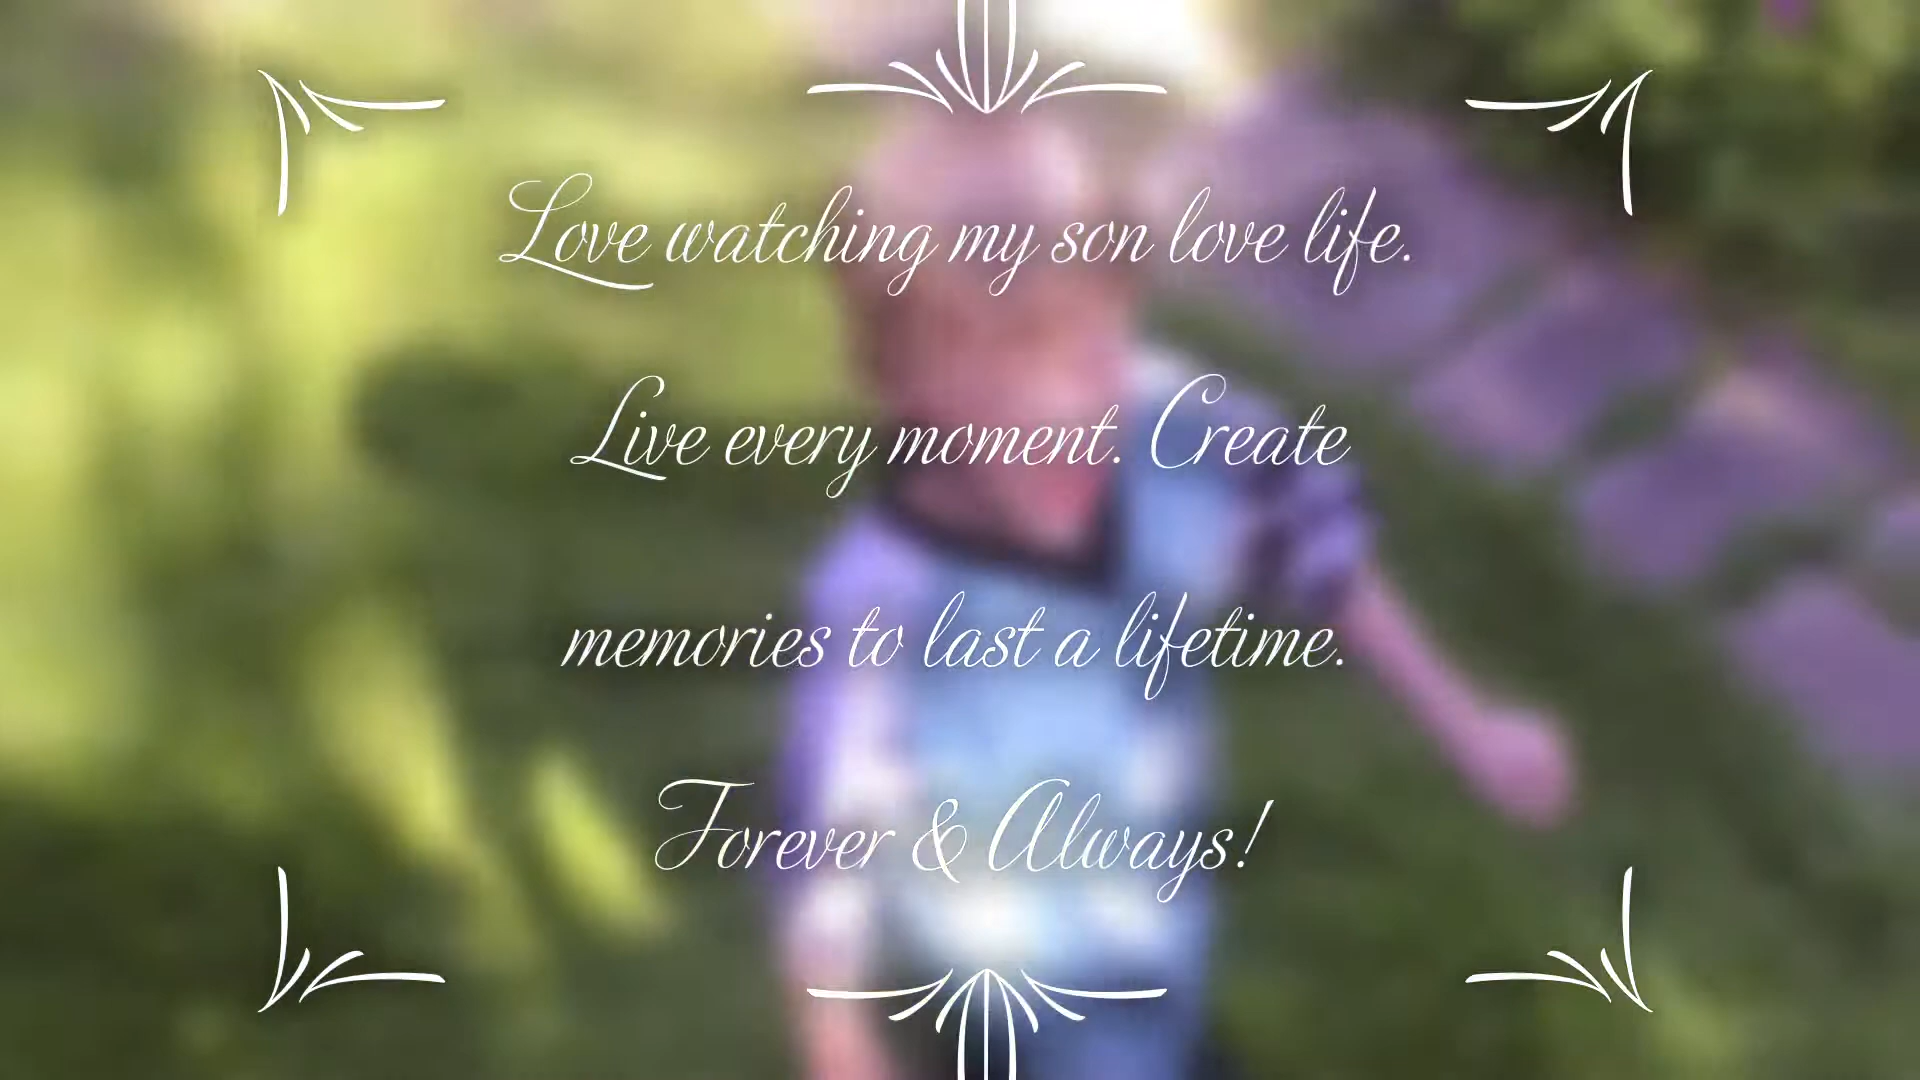 Love watching my son love life.
Live every moment. Create
memories to last a lifetime.
Forever & Always!